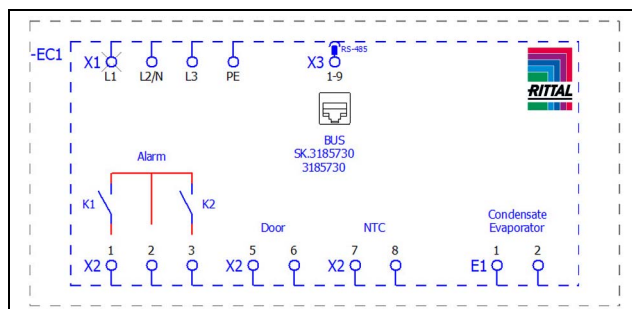 -EC1
X1 L1 L2/N L3 PE
RS-485
X3 1-9
RITTAL
BUS
SK.3185730
3185730
Alarm
K1 K2
Door
NTC
Condensate
Evaporator
X2 1 2 3
X2 5 6
X2 7 8
E1 1 2